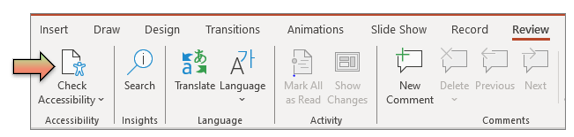 Insert Draw Design Transitions Animations Slide Show Record Review
Check Accessibility
Search
Translate
Language
Mark All as Read
Show Changes
New Comment
Delete
Previous
Next
Accessibility Insights Language Activity Comments